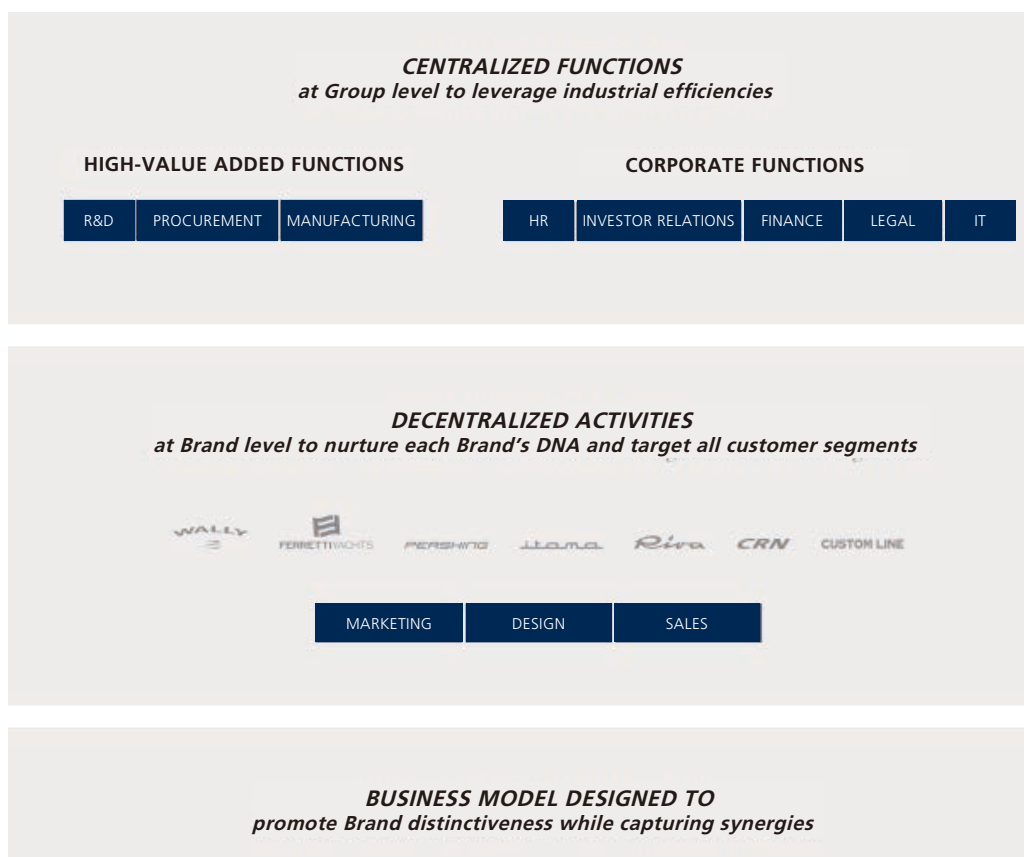 CENTRALIZED FUNCTIONS
at Group level to leverage industrial efficiencies
HIGH-VALUE ADDED FUNCTIONS
CORPORATE FUNCTIONS
R&D PROCUREMENT MANUFACTURING
HR INVESTOR RELATIONS FINANCE LEGAL IT
DECENTRALIZED ACTIVITIES
at Brand level to nurture each Brand’s DNA and target all customer segments
WALLY FERRETTIYACHTS PERSHING itama Riva CRN CUSTOM LINE
MARKETING DESIGN SALES
BUSINESS MODEL DESIGNED TO
promote Brand distinctiveness while capturing synergies